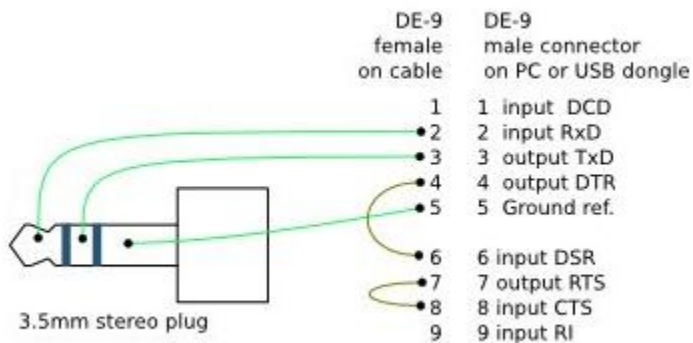 DE-9 DE-9
female male connector
on cable on PC or USB dongle
1 1 input DCD
2 2 input RxD
3 3 output TxD
4 4 output DTR
5 5 Ground ref.
6 6 input DSR
7 7 output RTS
8 8 input CTS
9 9 input RI
3.5mm stereo plug